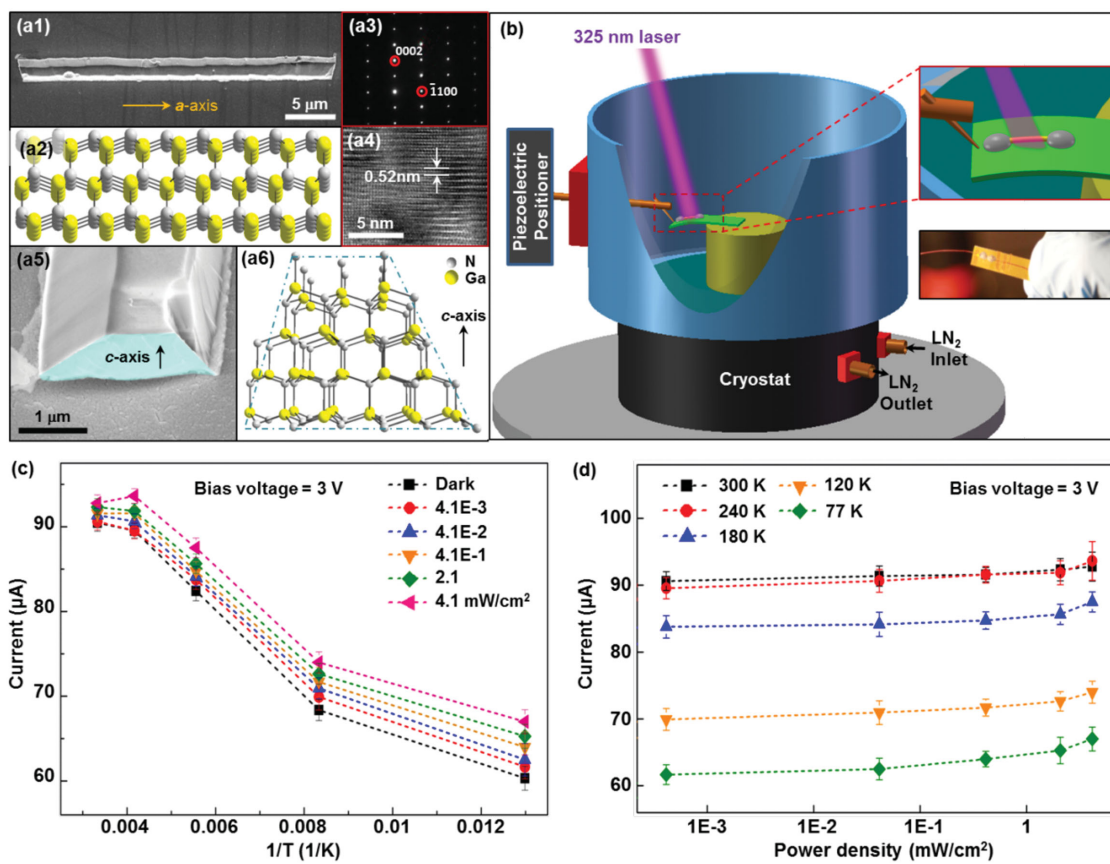 (a1)
a-axis
5 µm
(a2)
(a3)
0002
1̄100
(a4)
0.52nm
5 nm
(a5)
c-axis
1 µm
(a6)
N
Ga
c-axis
(b)
325 nm laser
Piezoelectric
Positioner
LN₂
Inlet
Cryostat
LN₂
Outlet
(c)
Bias voltage = 3 V
Dark
4.1E-3
4.1E-2
4.1E-1
2.1
4.1 mW/cm²
Current (µA)
90
80
70
60
0.004
0.006
0.008
0.01
0.012
1/T (1/K)
(d)
Bias voltage = 3 V
300 K
240 K
180 K
120 K
77 K
Current (µA)
100
90
80
70
60
1E-3
1E-2
1E-1
1
Power density (mW/cm²)